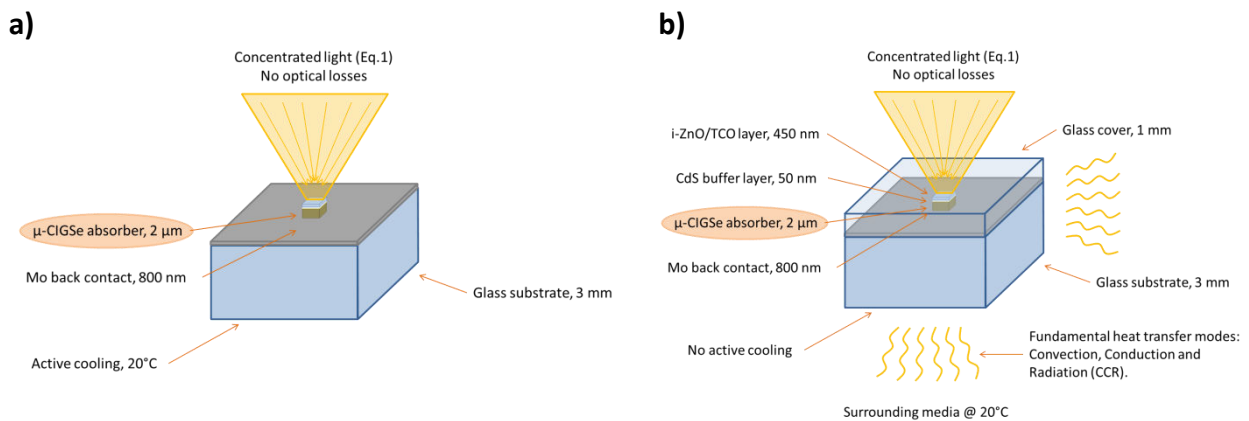 a)
Concentrated light (Eq.1)
No optical losses
μ-CIGSe absorber, 2 μm
Mo back contact, 800 nm
Glass substrate, 3 mm
Active cooling, 20°C
b)
Concentrated light (Eq.1)
No optical losses
i-ZnO/TCO layer, 450 nm
Glass cover, 1 mm
CdS buffer layer, 50 nm
μ-CIGSe absorber, 2 μm
Mo back contact, 800 nm
Glass substrate, 3 mm
No active cooling
Fundamental heat transfer modes:
Convection, Conduction and
Radiation (CCR).
Surrounding media @ 20°C